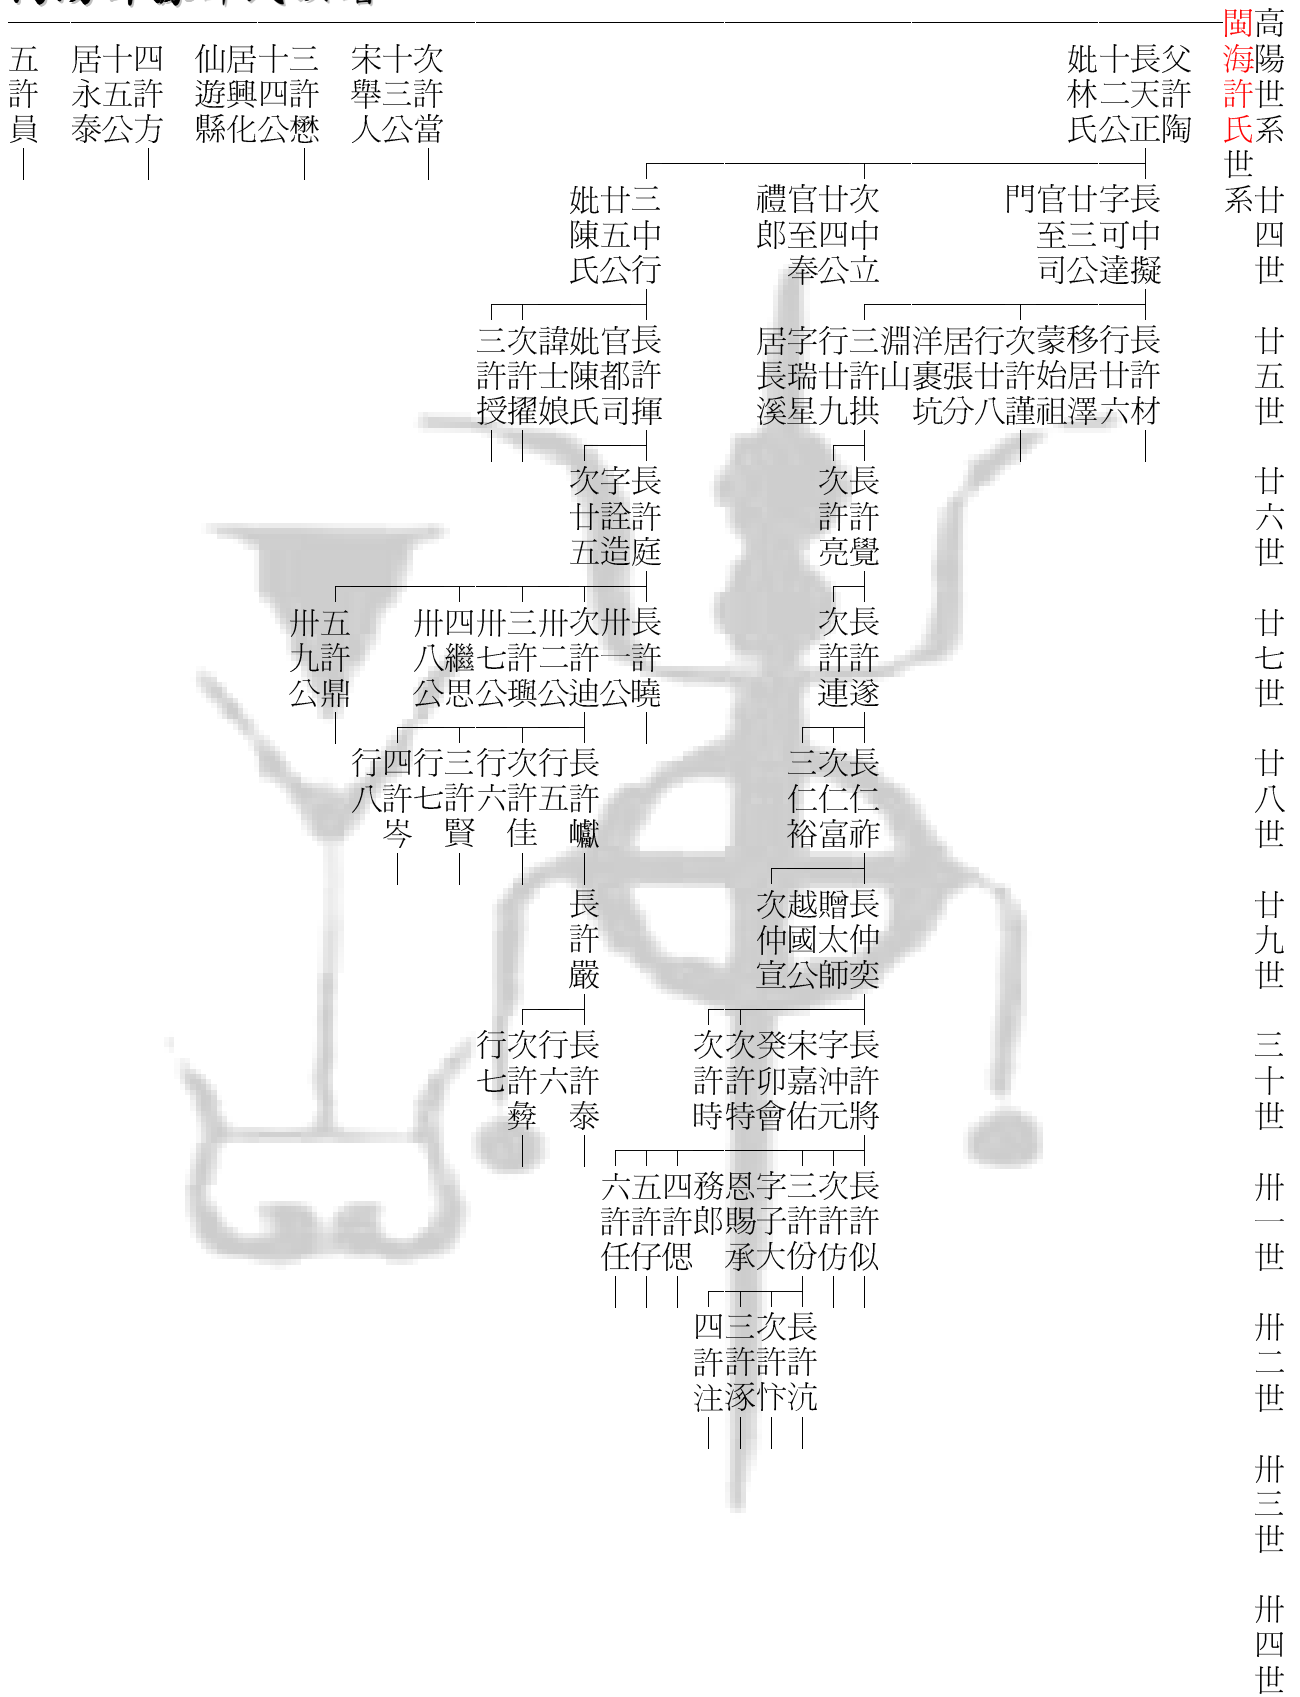 高陽世系
閩海許氏世系
父許陶
長天正
十二公
妣林氏
次許當
十三公
宋舉人
三許懋
十四公
居興化
仙遊縣
四許方
十五公
居永泰
五許員
廿四世
長中擬
字可達
廿三公
官至司
門
次中立
廿四公
官至奉
禮郎
三中行
廿五公
妣陳氏
廿五世
長許材
行廿六
移居澤
蒙始祖
次許謹
行廿八
居張分
洋裹坑
淵山
三許拱
行廿九
字瑞星
居長溪
長許揮
官都司
妣陳氏
諱士娘
次許擢
三許授
廿六世
長許覺
次許亮
長許庭
字詮造
次廿五
廿七世
長許遂
次許連
長許曉
卅一公
次許迪
卅二公
三許璵
卅七公
四繼思
卅八公
五許鼎
卅九公
廿八世
長仁祚
次仁富
三仁裕
長許巘
行五
次許佳
行六
三許賢
行七
四許岑
行八
廿九世
長仲奕
贈太師
越國公
次仲宣
長許嚴
三十世
長許將
字沖元
宋嘉佑
癸卯會
次許特
次許時
長許泰
行六
次許彝
行七
卅一世
長許似
次許仿
三許份
字子大
恩賜承
務郎
四許偲
五許仔
六許任
卅二世
長許沆
次許忭
三許涿
四許注
卅三世
卅四世